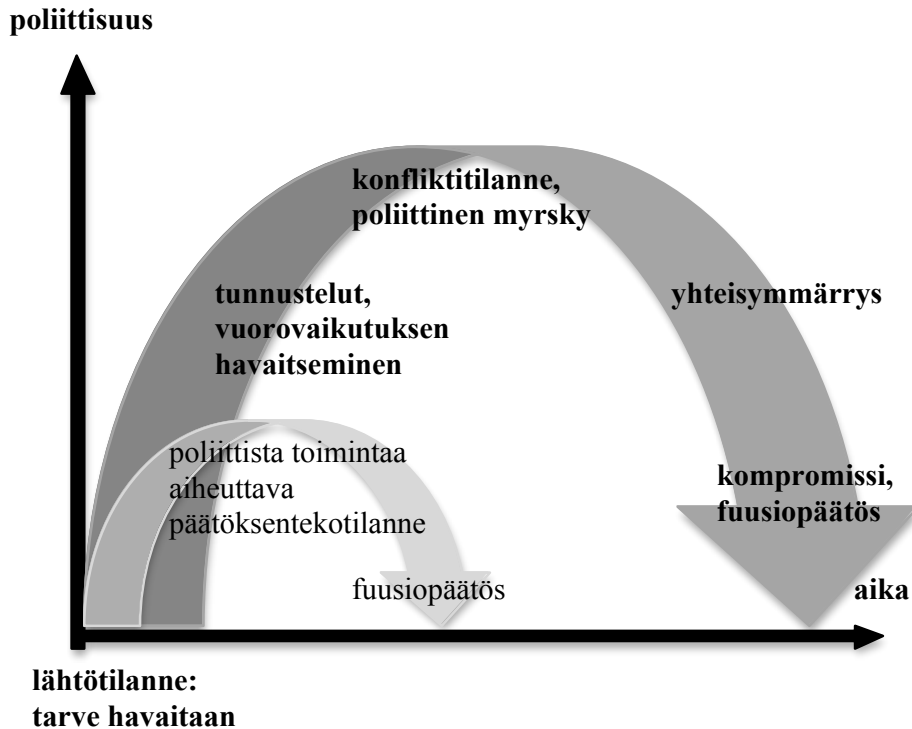 poliittisuus
konfliktitilanne,
poliittinen myrsky
tunnustelut,
vuorovaikutuksen
havaitseminen
yhteisymmärrys
poliittista toimintaa
aiheuttava
päätöksentekotilanne
kompromissi,
fuusiopäätös
fuusiopäätös
aika
lähtötilanne:
tarve havaitaan